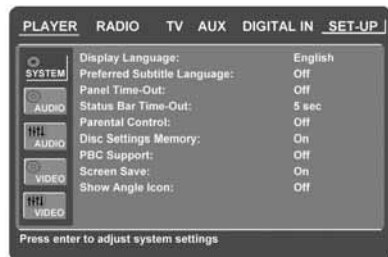 PLAYER RADIO TV AUX DIGITAL IN SET-UP
SYSTEM
AUDIO
AUDIO
VIDEO
VIDEO
Display Language: English
Preferred Subtitle Language: Off
Panel Time-Out: Off
Status Bar Time-Out: 5 sec
Parental Control: Off
Disc Settings Memory: On
PBC Support: Off
Screen Save: On
Show Angle Icon: Off
Press enter to adjust system settings